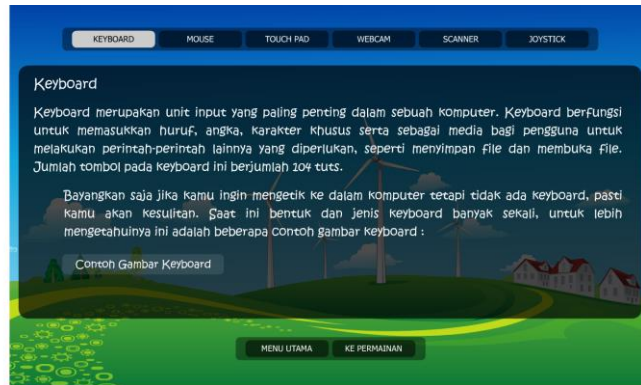 KEYBOARD MOUSE TOUCH PAD WEBCAM SCANNER JOYSTICK
Keyboard
Keyboard merupakan unit input yang paling penting dalam sebuah komputer. Keyboard berfungsi
untuk memasukkan huruf, angka, karakter khusus serta sebagai media bagi pengguna untuk
melakukan perintah-perintah lainnya yang diperlukan, seperti menyimpan file dan membuka file.
Jumlah tombol pada keyboard ini berjumlah 104 tuts.
Bayangkan saja jika kamu ingin mengetik ke dalam komputer tetapi tidak ada keyboard, pasti
kamu akan kesulitan. Saat ini bentuk dan jenis keyboard banyak sekali, untuk lebih
mengetahuinya ini adalah beberapa contoh gambar keyboard :
Contoh Gambar Keyboard
MENU UTAMA KE PERMAINAN